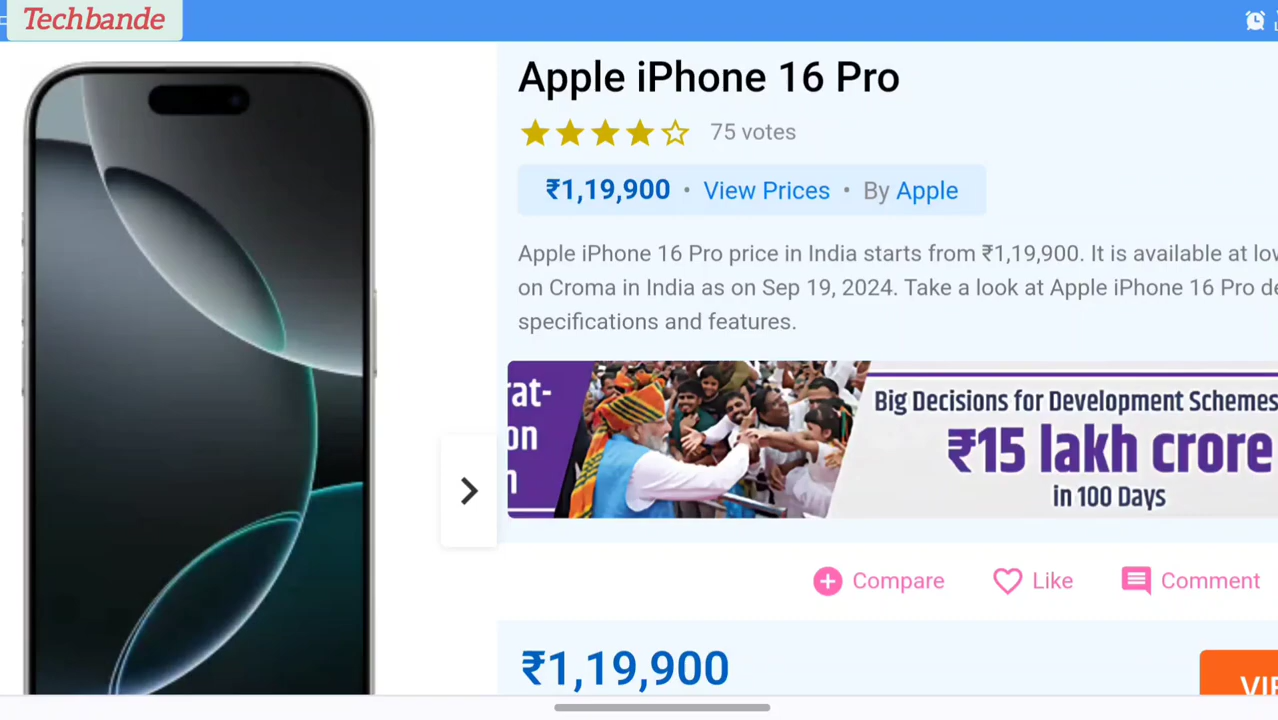 Techbande
Apple iPhone 16 Pro
75 votes
₹1,19,900 • View Prices • By Apple
Apple iPhone 16 Pro price in India starts from ₹1,19,900. It is available at
on Croma in India as on Sep 19, 2024. Take a look at Apple iPhone 16 Pro
specifications and features.
rat-
on
Big Decisions for Development Schemes
₹15 lakh crore
in 100 Days
Compare Like Comment
₹1,19,900